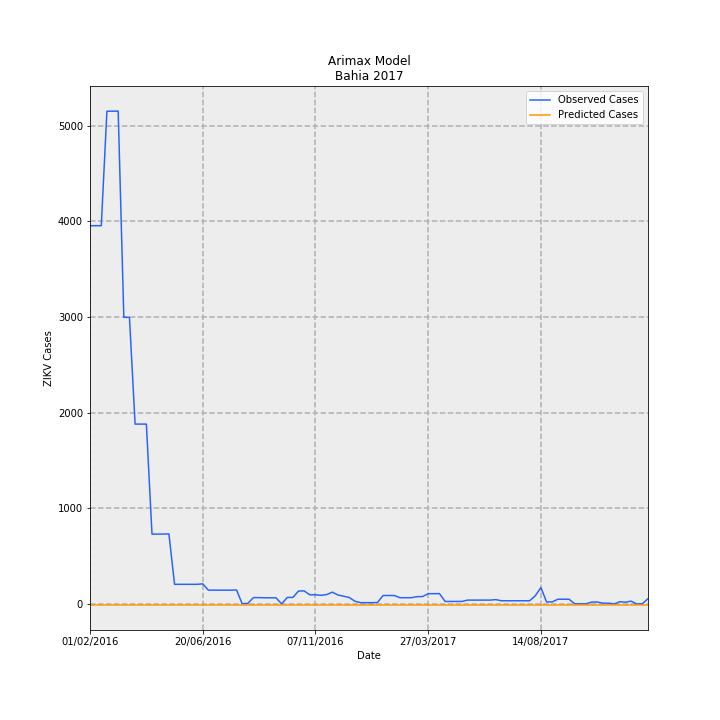 Arimax Model
Bahia 2017
Observed Cases
Predicted Cases
5000
4000
3000
2000
1000
0
ZIKV Cases
01/02/2016 20/06/2016 07/11/2016 27/03/2017 14/08/2017
Date